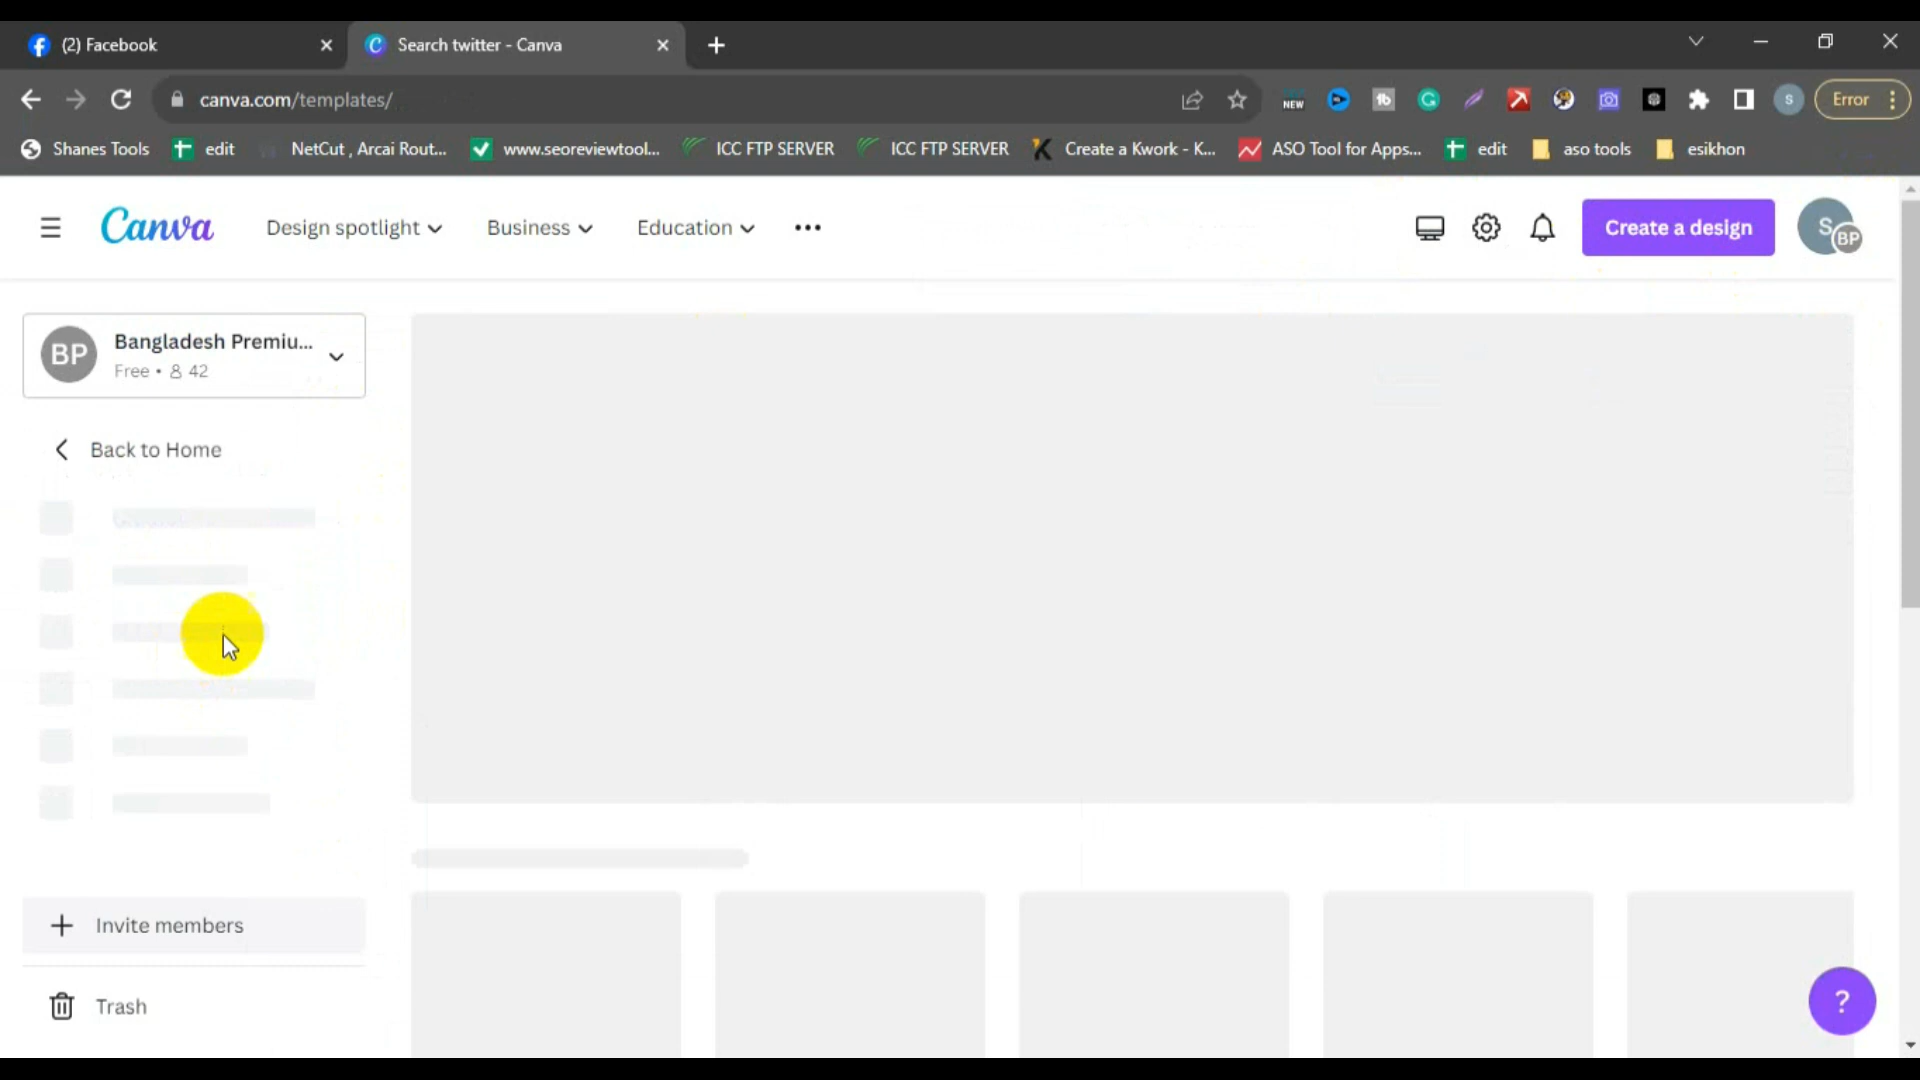 (2) Facebook
Search twitter - Canva
canva.com/templates/
NEW
Error
Shanes Tools
edit
NetCut , Arcai Rout...
www.seoreviewtool...
ICC FTP SERVER
ICC FTP SERVER
Create a Kwork - K...
ASO Tool for Apps...
edit
aso tools
esikhon
Canva
Design spotlight
Business
Education
Create a design
S
BP
BP
Bangladesh Premiu...
Free • 42
Back to Home
Invite members
Trash
?